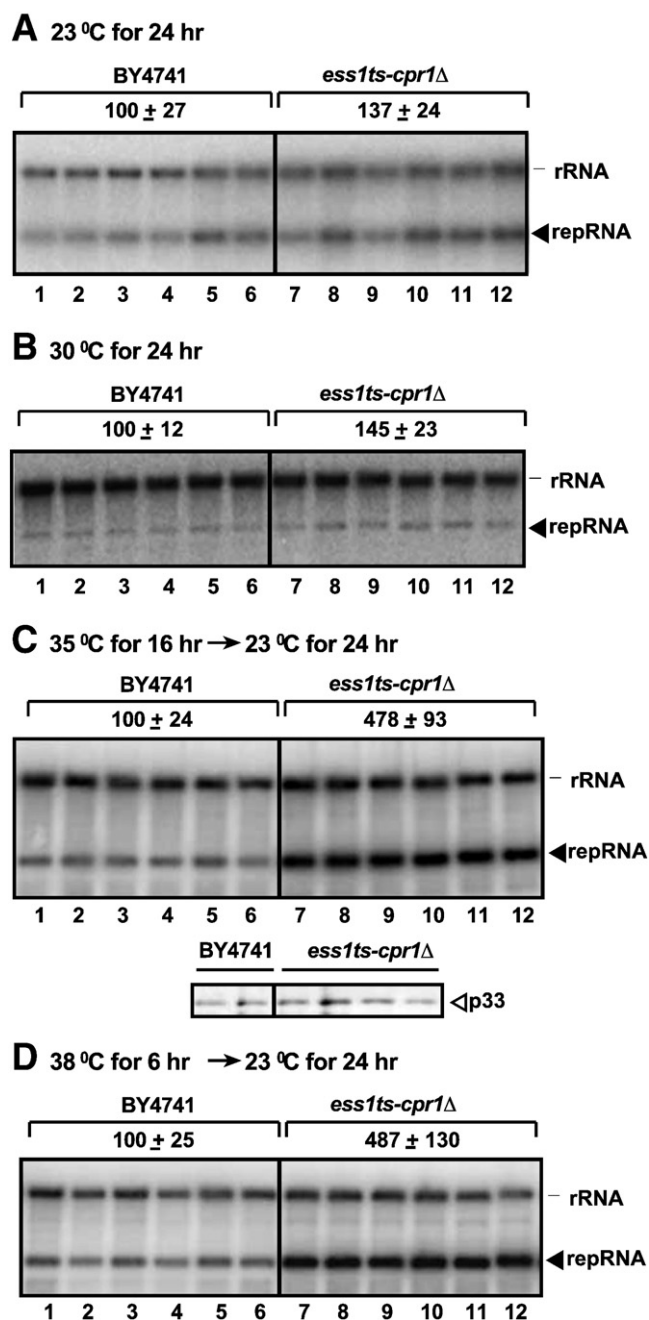 A 23 ⁰C for 24 hr
BY4741 ess1ts-cpr1Δ
100 ± 27 137 ± 24
rRNA
repRNA
1 2 3 4 5 6 7 8 9 10 11 12
B 30 ⁰C for 24 hr
BY4741 ess1ts-cpr1Δ
100 ± 12 145 ± 23
rRNA
repRNA
1 2 3 4 5 6 7 8 9 10 11 12
C 35 ⁰C for 16 hr → 23 ⁰C for 24 hr
BY4741 ess1ts-cpr1Δ
100 ± 24 478 ± 93
rRNA
repRNA
1 2 3 4 5 6 7 8 9 10 11 12
BY4741 ess1ts-cpr1Δ
p33
D 38 ⁰C for 6 hr → 23 ⁰C for 24 hr
BY4741 ess1ts-cpr1Δ
100 ± 25 487 ± 130
rRNA
repRNA
1 2 3 4 5 6 7 8 9 10 11 12